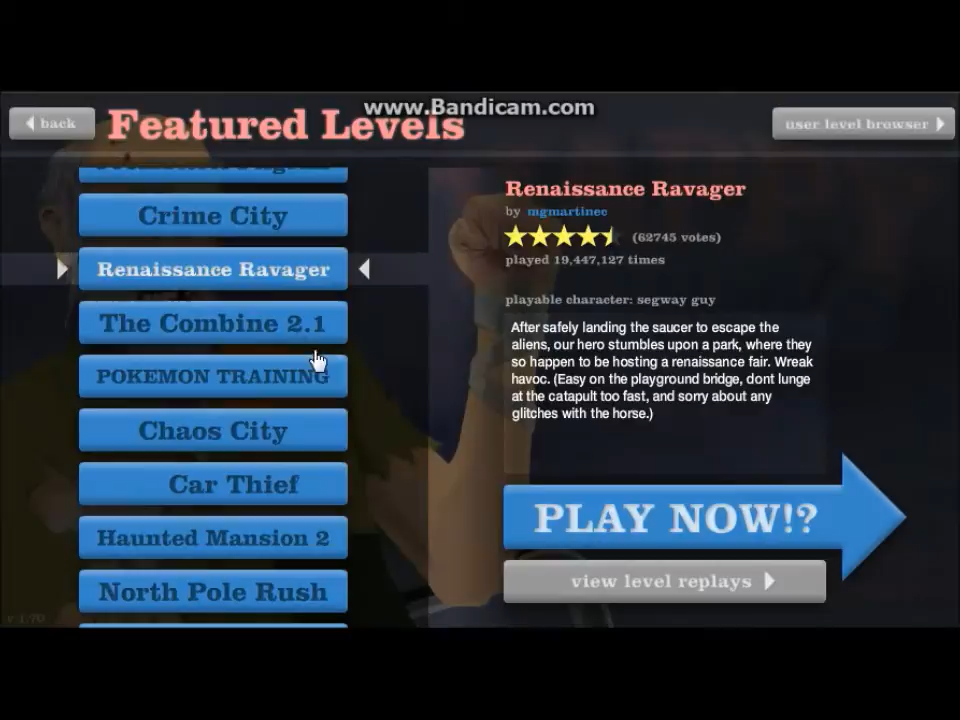 www.Bandicam.com
back
Featured Levels
user level browser
Crime City
Renaissance Ravager
The Combine 2.1
POKEMON TRAINING
Chaos City
Car Thief
Haunted Mansion 2
North Pole Rush
v 1.70
Renaissance Ravager
by mgmartinec
(62745 votes)
played 19,447,127 times
playable character: segway guy
After safely landing the saucer to escape the
aliens, our hero stumbles upon a park, where they
so happen to be hosting a renaissance fair. Wreak
havoc. (Easy on the playground bridge, dont lunge
at the catapult too fast, and sorry about any
glitches with the horse.)
PLAY NOW!?
view level replays